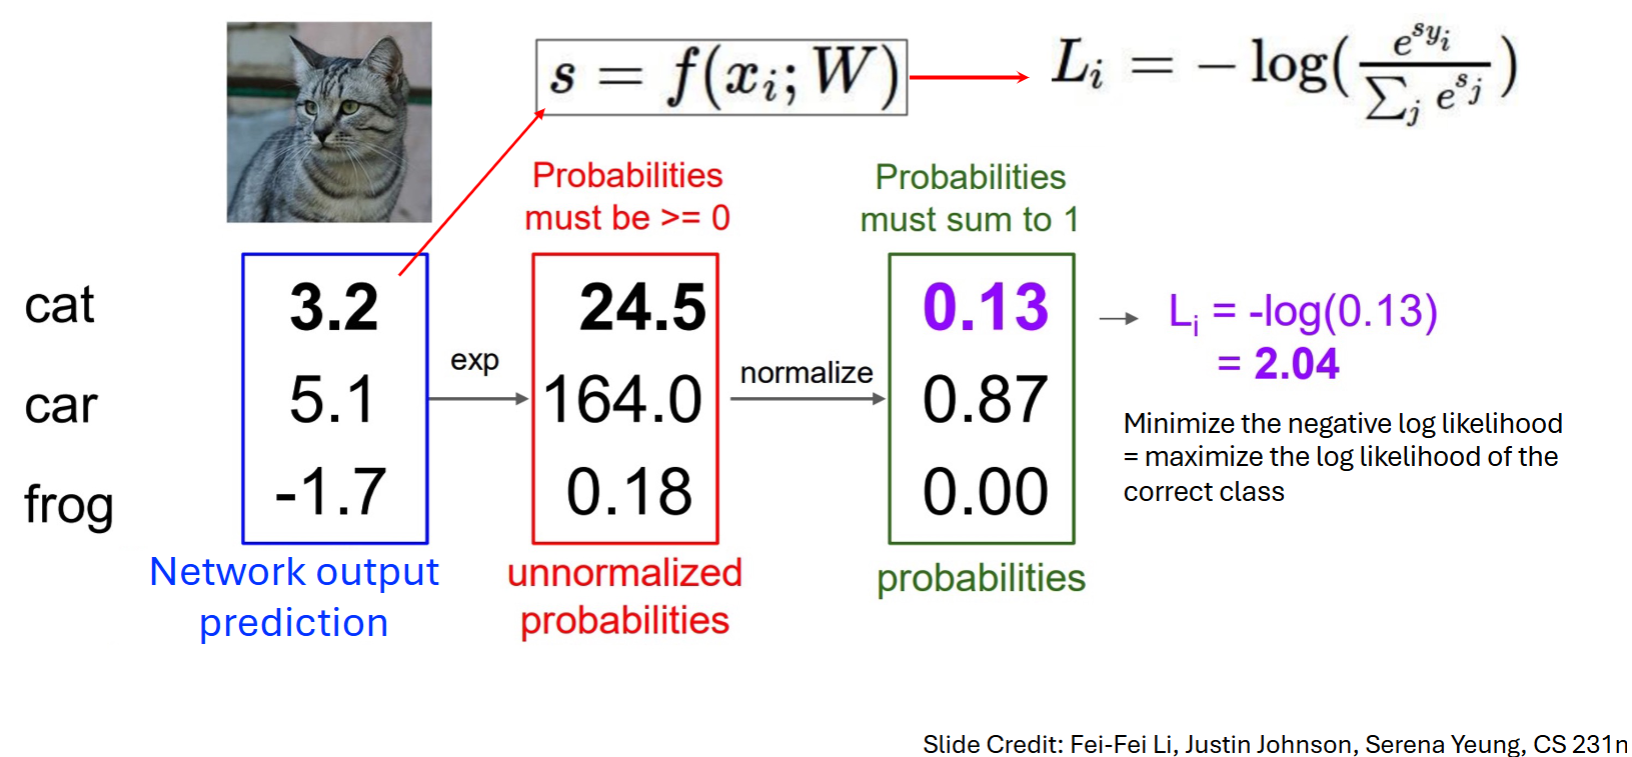 s = f(x_i; W)
L_i = − log( e^{s_{y_i}} / ∑_j e^{s_j} )
Probabilities
must be >= 0
Probabilities
must sum to 1
cat 3.2 24.5 0.13 L_i = -log(0.13)
= 2.04
exp
normalize
car 5.1 164.0 0.87
frog -1.7 0.18 0.00
Minimize the negative log likelihood
= maximize the log likelihood of the
correct class
Network output
prediction
unnormalized
probabilities
probabilities
Slide Credit: Fei-Fei Li, Justin Johnson, Serena Yeung, CS 231n